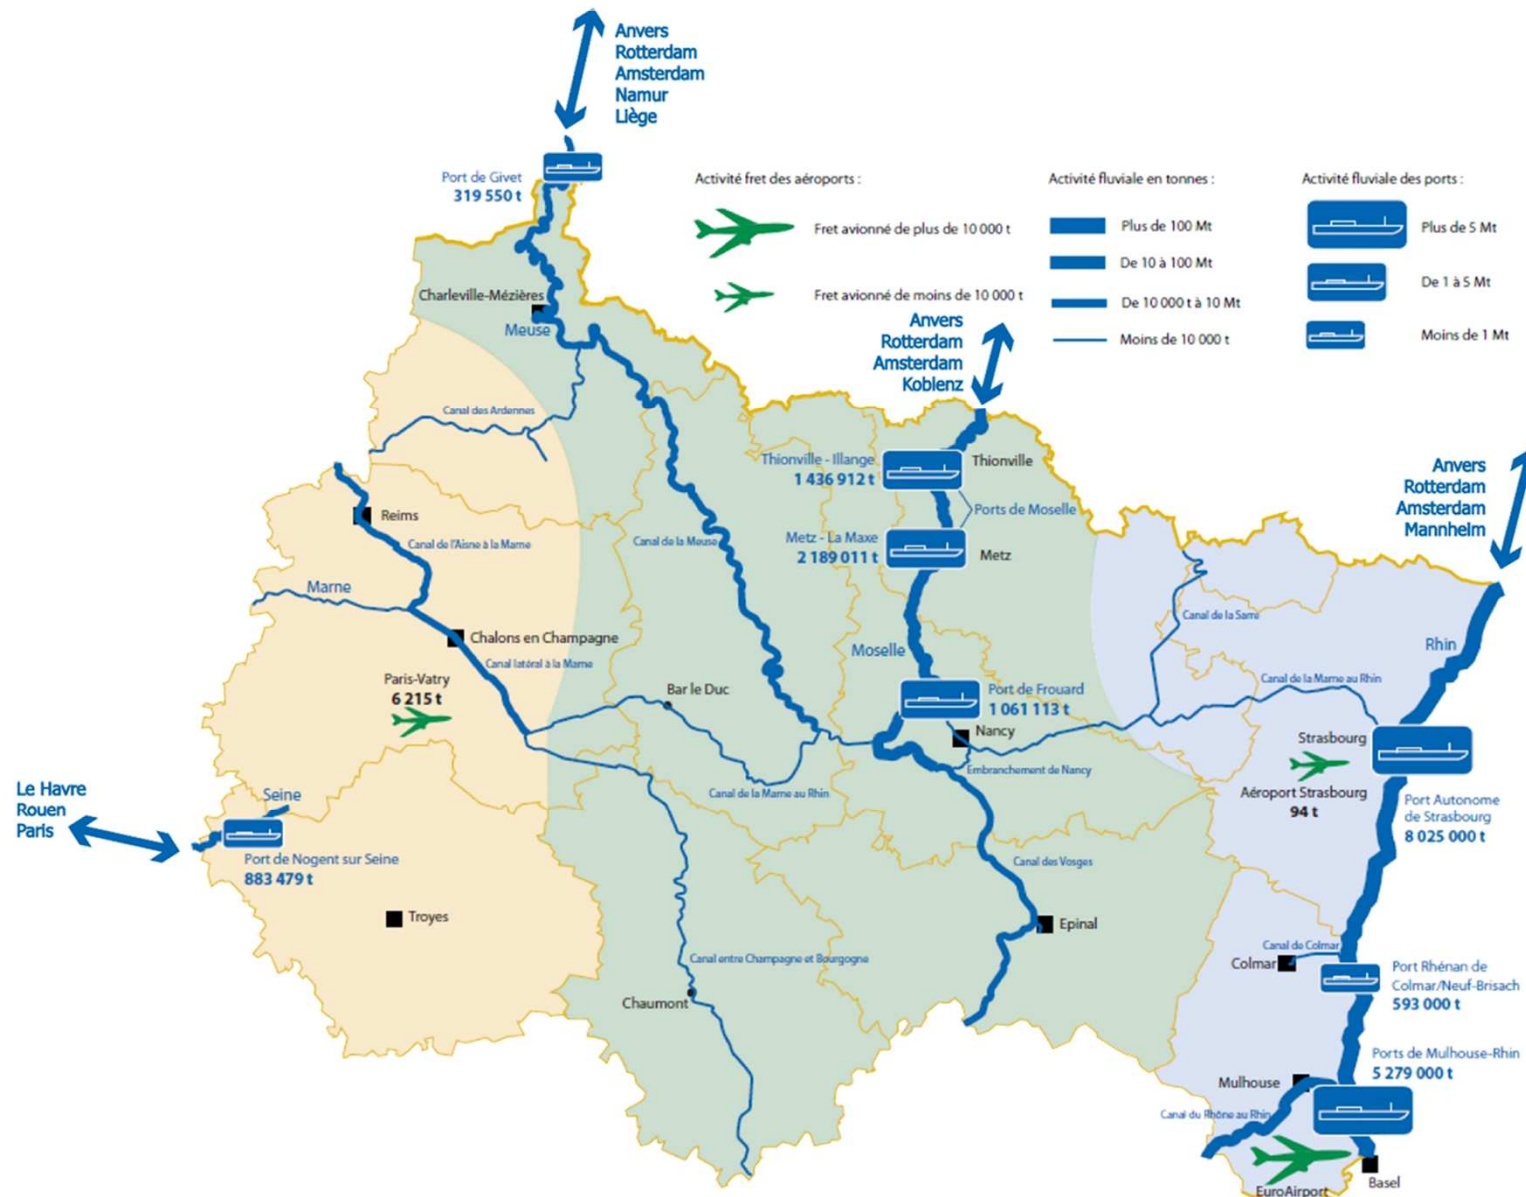 Anvers
Rotterdam
Amsterdam
Namur
Liège
Port de Givet
319 550 t
Activité fret des aéroports :
Fret avionné de plus de 10 000 t
Fret avionné de moins de 10 000 t
Activité fluviale en tonnes :
Plus de 100 Mt
De 10 à 100 Mt
De 10 000 t à 10 Mt
Moins de 10 000 t
Activité fluviale des ports :
Plus de 5 Mt
De 1 à 5 Mt
Moins de 1 Mt
Charleville-Mézières
Meuse
Anvers
Rotterdam
Amsterdam
Koblenz
Canal des Ardennes
Thionville - Illange
1 436 912 t
Thionville
Ports de Moselle
Anvers
Rotterdam
Amsterdam
Mannheim
Reims
Canal de l'Aisne à la Marne
Canal de la Meuse
Metz - La Maxe
2 189 011 t
Metz
Marne
Canal de la Sarre
Chalons en Champagne
Canal latéral à la Marne
Moselle
Rhin
Paris-Vatry
6 215 t
Bar le Duc
Port de Frouard
1 061 113 t
Nancy
Canal de la Marne au Rhin
Strasbourg
Embranchement de Nancy
Canal de la Marne au Rhin
Aéroport Strasbourg
94 t
Port Autonome
de Strasbourg
8 025 000 t
Le Havre
Rouen
Paris
Seine
Port de Nogent sur Seine
883 479 t
Canal des Vosges
Troyes
Epinal
Canal entre Champagne et Bourgogne
Chaumont
Canal de Colmar
Colmar
Port Rhénan de
Colmar/Neuf-Brisach
593 000 t
Ports de Mulhouse-Rhin
5 279 000 t
Mulhouse
Canal du Rhône au Rhin
EuroAirport
Basel